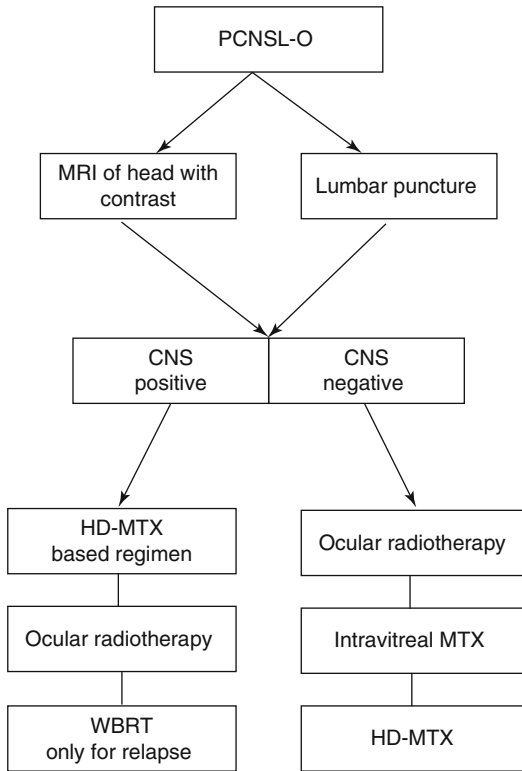 PCNSL-O
MRI of head with
contrast
Lumbar puncture
CNS
positive
CNS
negative
HD-MTX
based regimen
Ocular radiotherapy
Ocular radiotherapy
Intravitreal MTX
WBRT
only for relapse
HD-MTX